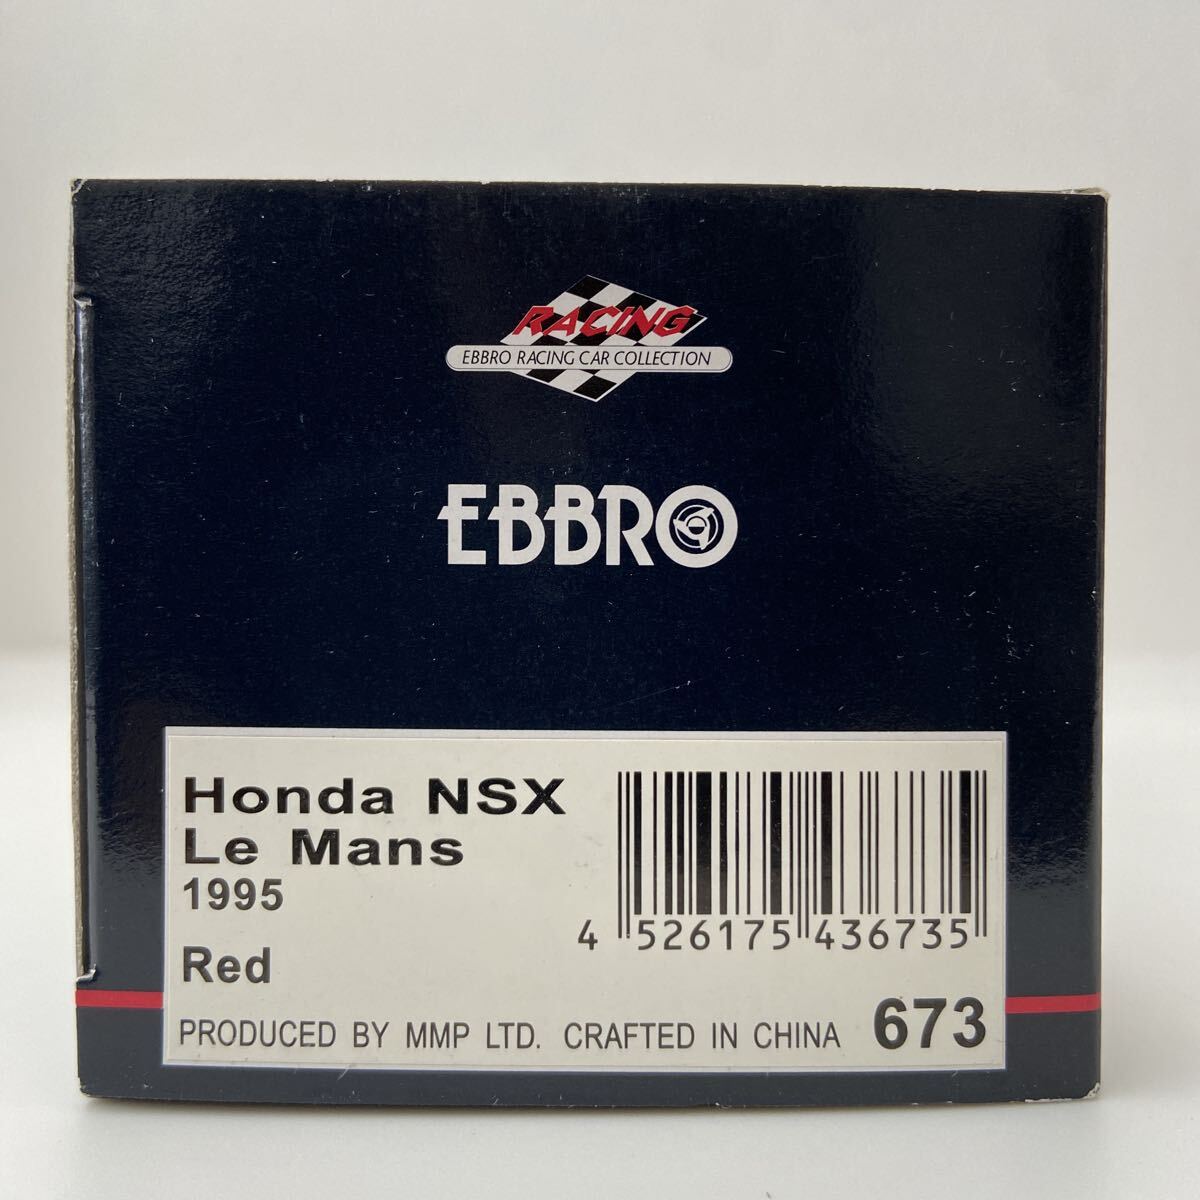 RACING
EBBRO RACING CAR COLLECTION
EBBRO
Honda NSX
Le Mans
1995
Red
4 526175 436735
PRODUCED BY MMP LTD. CRAFTED IN CHINA 673